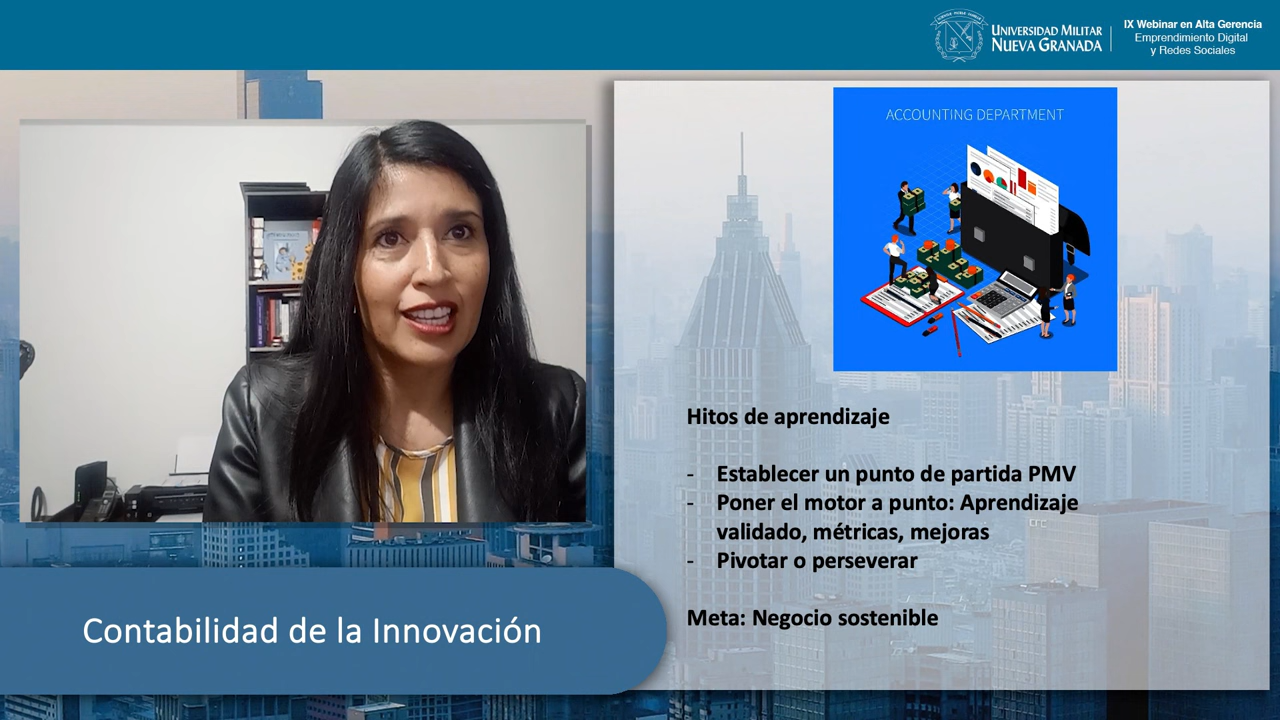 UNIVERSIDAD MILITAR
NUEVA GRANADA
IX Webinar en Alta Gerencia
Emprendimiento Digital
y Redes Sociales
ACCOUNTING DEPARTMENT
Hitos de aprendizaje
- Establecer un punto de partida PMV
- Poner el motor a punto: Aprendizaje
validado, métricas, mejoras
- Pivotar o perseverar
Meta: Negocio sostenible
Contabilidad de la Innovación